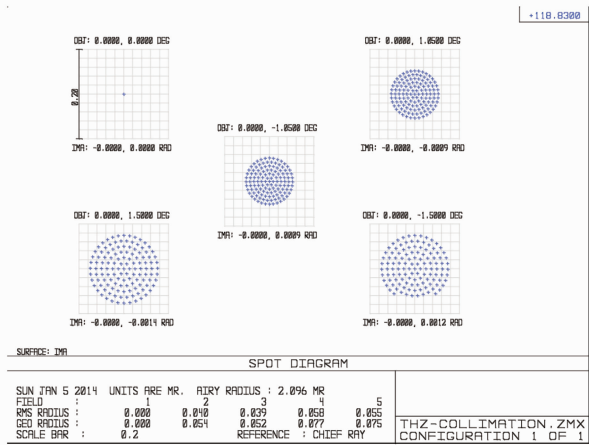 +118.8300
OBJ: 0.0000, 0.0000 DEG
OBJ: 0.0000, 1.0500 DEG
0.20
IMA: -0.0000, 0.0000 RAD
IMA: -0.0000, -0.0009 RAD
OBJ: 0.0000, -1.0500 DEG
IMA: -0.0000, 0.0009 RAD
OBJ: 0.0000, 1.5000 DEG
OBJ: 0.0000, -1.5000 DEG
IMA: -0.0000, -0.0014 RAD
IMA: -0.0000, 0.0012 RAD
SURFACE: IMA
SPOT DIAGRAM
SUN JAN 5 2014 UNITS ARE MR. AIRY RADIUS : 2.096 MR
FIELD : 1 2 3 4 5
RMS RADIUS : 0.000 0.040 0.039 0.058 0.055
GEO RADIUS : 0.000 0.054 0.052 0.077 0.075
SCALE BAR : 0.2 REFERENCE : CHIEF RAY
THZ-COLLIMATION.ZMX
CONFIGURATION 1 OF 1